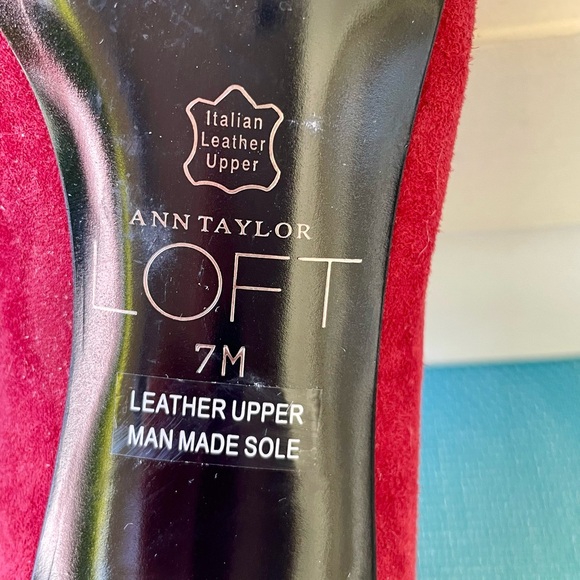 Italian
Leather
Upper
ANN TAYLOR
LOFT
7M
LEATHER UPPER
MAN MADE SOLE